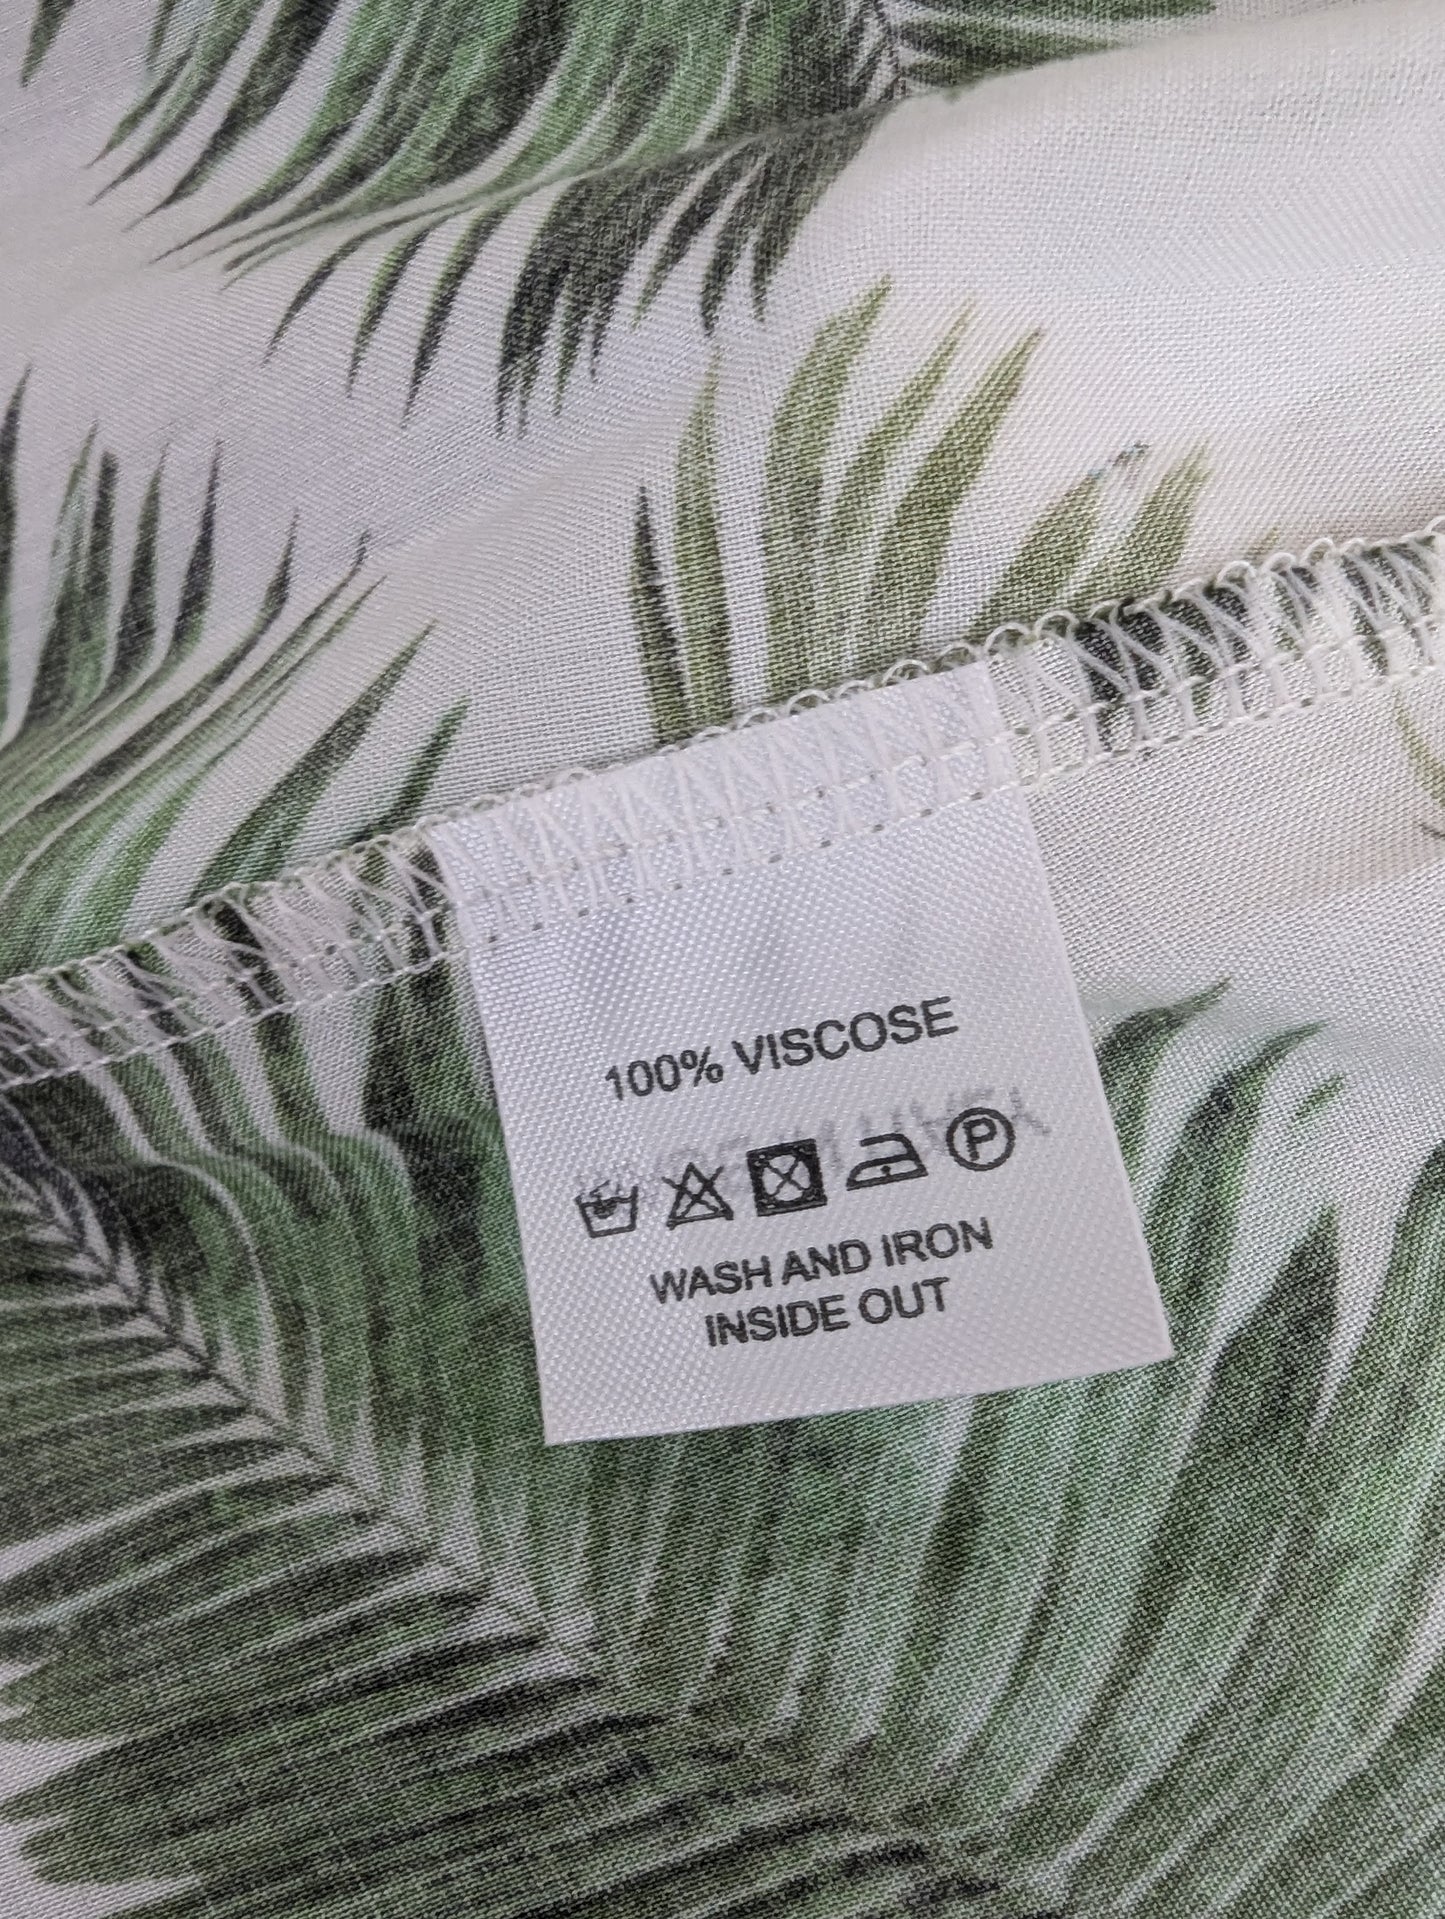 100% VISCOSE
P
WASH AND IRON
INSIDE OUT